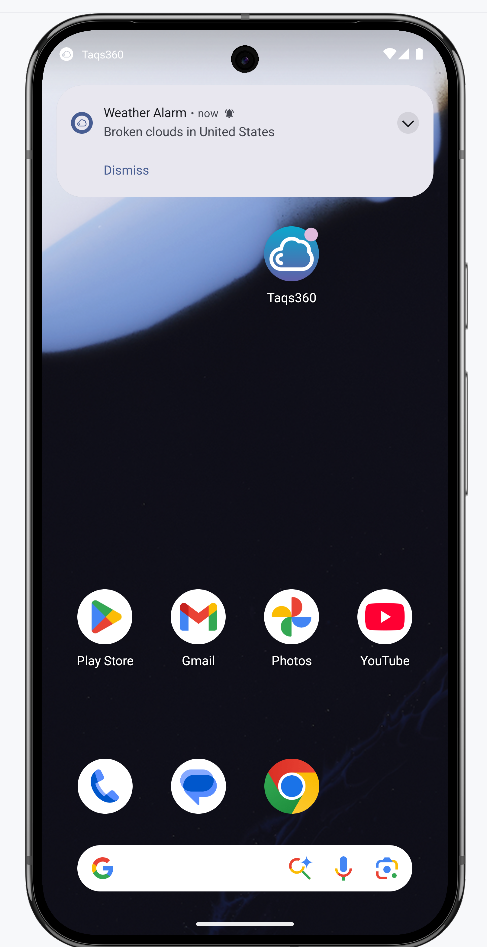 Taqs360
Weather Alarm • now
Broken clouds in United States
Dismiss
Taqs360
Play Store
Gmail
Photos
YouTube